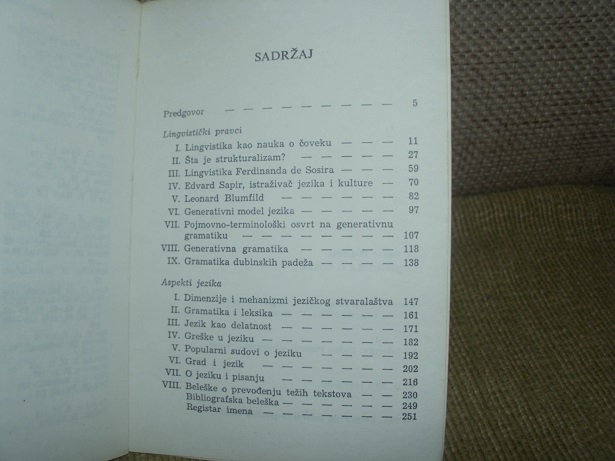 SADRŽAJ
Predgovor — — — — — — — — — — 5
Lingvistički pravci
I. Lingvistika kao nauka o čoveku — — — — 11
II. Šta je strukturalizam? — — — — — — 27
III. Lingvistika Ferdinanda de Sosira — — — 59
IV. Edvard Sapir, istraživač jezika i kulture — — 70
V. Leonard Blumfild — — — — — — — 82
VI. Generativni model jezika — — — — — 97
VII. Pojmovno-terminološki osvrt na generativnu
gramatiku — — — — — — — — 107
VIII. Generativna gramatika — — — — — 118
IX. Gramatika dubinskih padeža — — — — 138
Aspekti jezika
I. Dimenzije i mehanizmi jezičkog stvaralaštva 147
II. Gramatika i leksika — — — — — — 161
III. Jezik kao delatnost — — — — — — 171
IV. Greške u jeziku — — — — — — — 182
V. Popularni sudovi o jeziku — — — — — 192
VI. Grad i jezik — — — — — — — — 202
VII. O jeziku i pisanju — — — — — — 216
VIII. Beleške o prevođenju težih tekstova — — — 230
Bibliografska beleška — — — — — — 249
Registar imena — — — — — — — 251